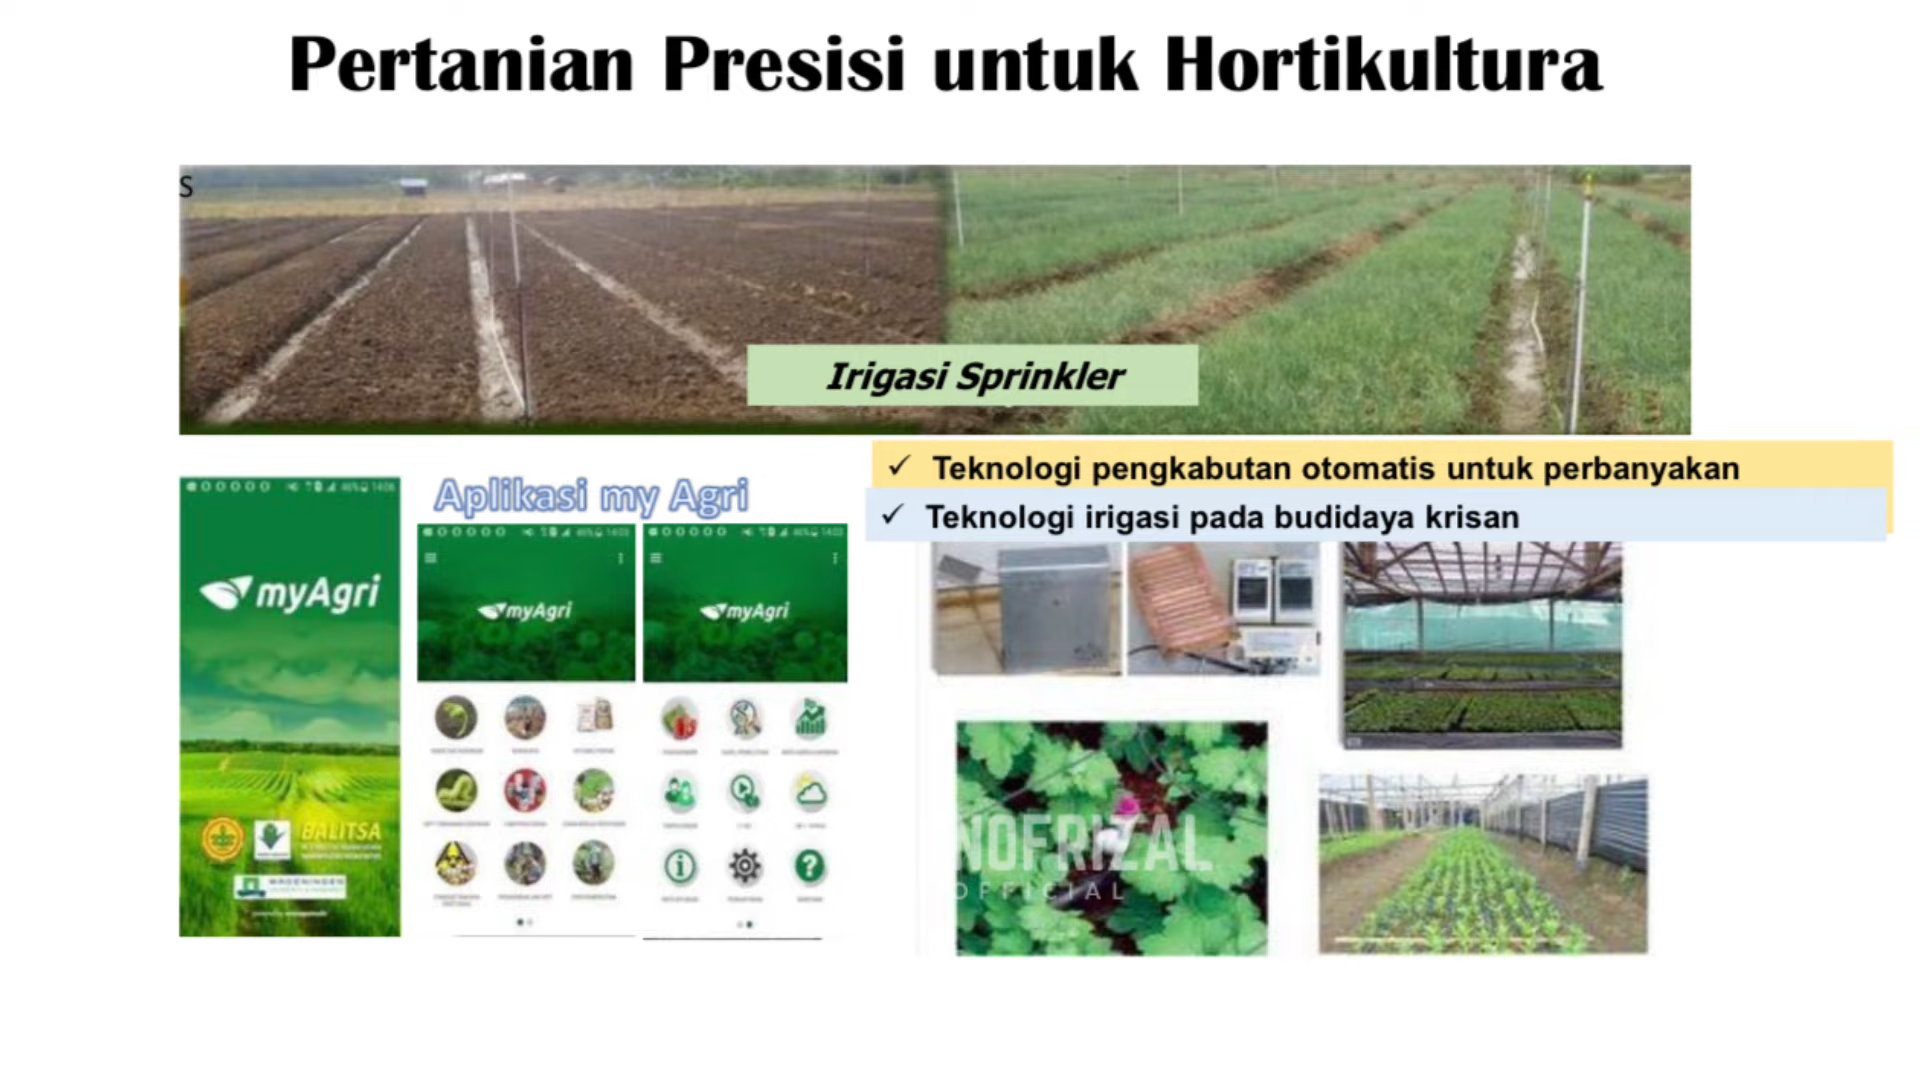 Pertanian Presisi untuk Hortikultura
S
Irigasi Sprinkler
✓ Teknologi pengkabutan otomatis untuk perbanyakan
✓ Teknologi irigasi pada budidaya krisan
Aplikasi my Agri
myAgri
myAgri
myAgri
BALITSA
WAGENINGEN
NOFRIZAL
OFFICIAL